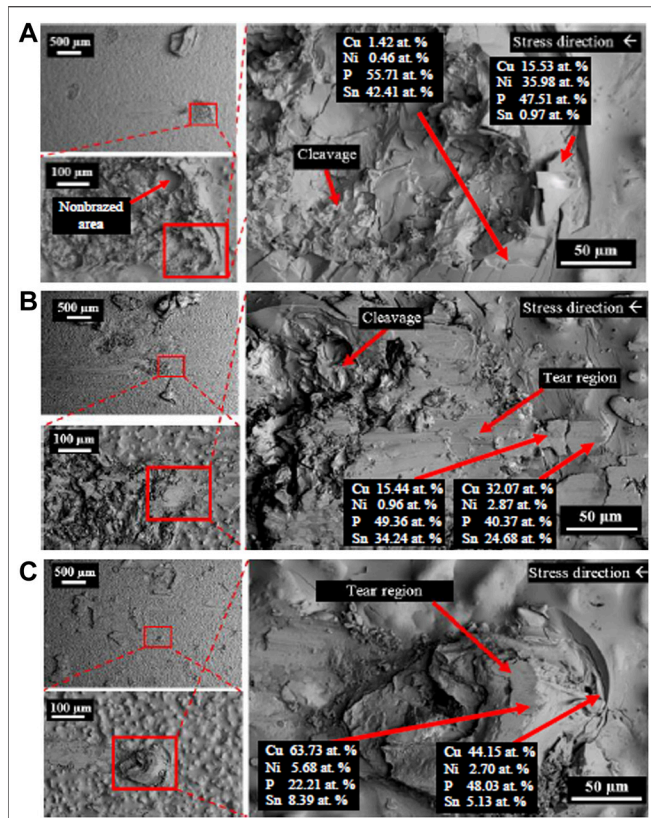 A
500 µm
100 µm
Nonbrazed
area
Cu 1.42 at. %
Ni 0.46 at. %
P 55.71 at. %
Sn 42.41 at. %
Stress direction ←
Cu 15.53 at. %
Ni 35.98 at. %
P 47.51 at. %
Sn 0.97 at. %
Cleavage
50 µm
B
500 µm
100 µm
Cleavage
Stress direction ←
Tear region
Cu 15.44 at. %
Ni 0.96 at. %
P 49.36 at. %
Sn 34.24 at. %
Cu 32.07 at. %
Ni 2.87 at. %
P 40.37 at. %
Sn 24.68 at. %
50 µm
C
500 µm
100 µm
Tear region
Stress direction ←
Cu 63.73 at. %
Ni 5.68 at. %
P 22.21 at. %
Sn 8.39 at. %
Cu 44.15 at. %
Ni 2.70 at. %
P 48.03 at. %
Sn 5.13 at. %
50 µm